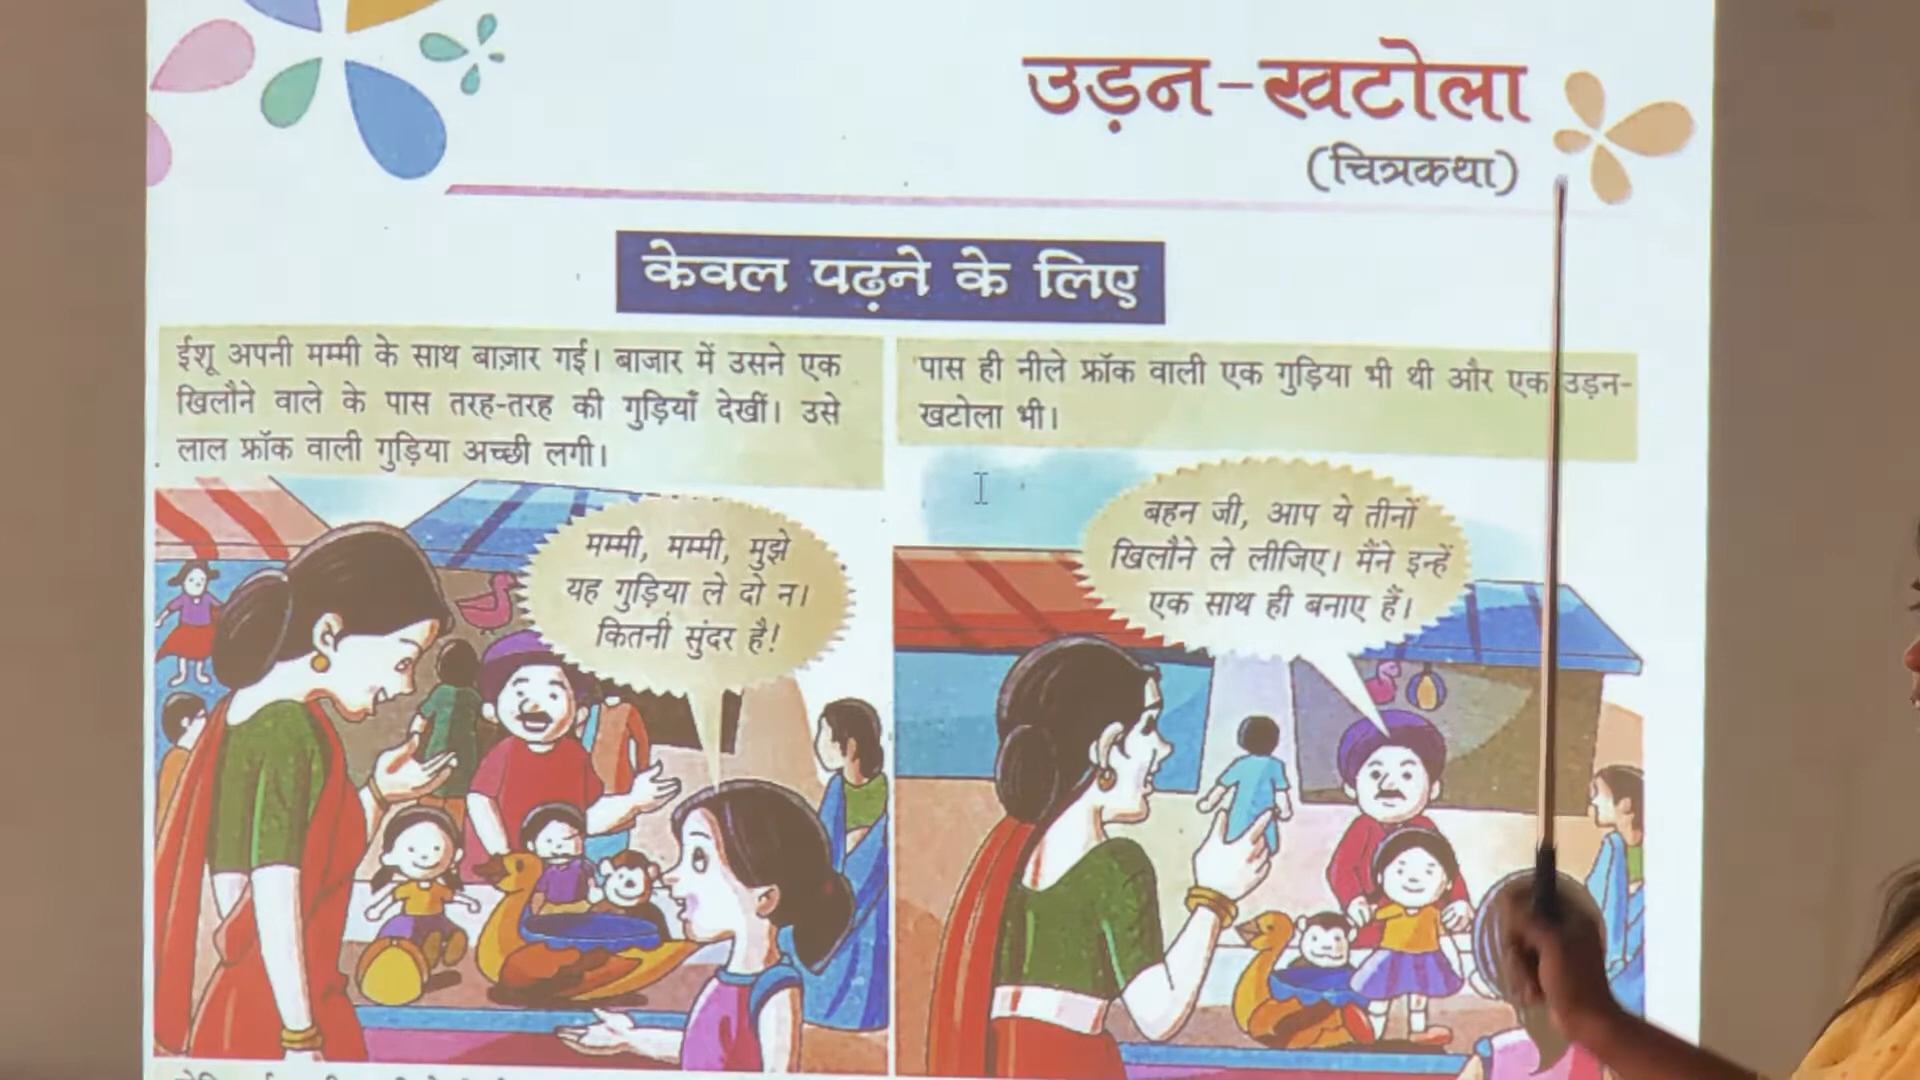 उड़न-खटोला
(चित्रकथा)
केवल पढ़ने के लिए
ईशू अपनी मम्मी के साथ बाज़ार गई। बाजार में उसने एक
खिलौने वाले के पास तरह-तरह की गुड़ियाँ देखीं। उसे
लाल फ्रॉक वाली गुड़िया अच्छी लगी।
पास ही नीले फ्रॉक वाली एक गुड़िया भी थी और एक उड़न-
खटोला भी।
मम्मी, मम्मी, मुझे
यह गुड़िया ले दो न।
कितनी सुंदर है!
बहन जी, आप ये तीनों
खिलौने ले लीजिए। मैंने इन्हें
एक साथ ही बनाए हैं।